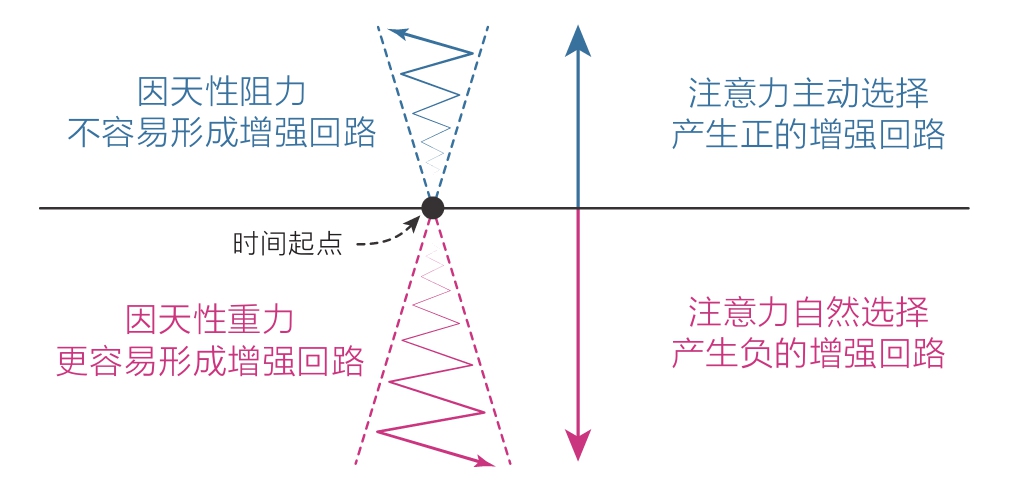 因天性阻力
不容易形成增强回路
注意力主动选择
产生正的增强回路
时间起点
因天性重力
更容易形成增强回路
注意力自然选择
产生负的增强回路